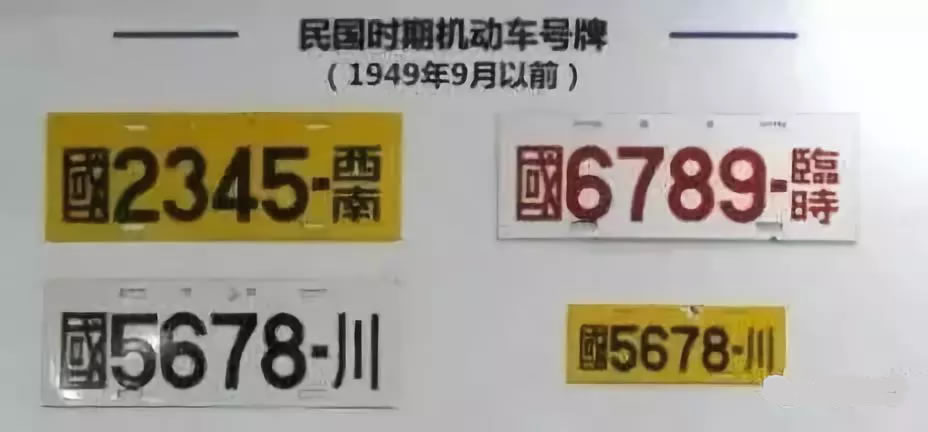 民国时期机动车号牌
（1949年9月以前）
國2345-西南
國6789-臨時
國5678-川
國5678-川